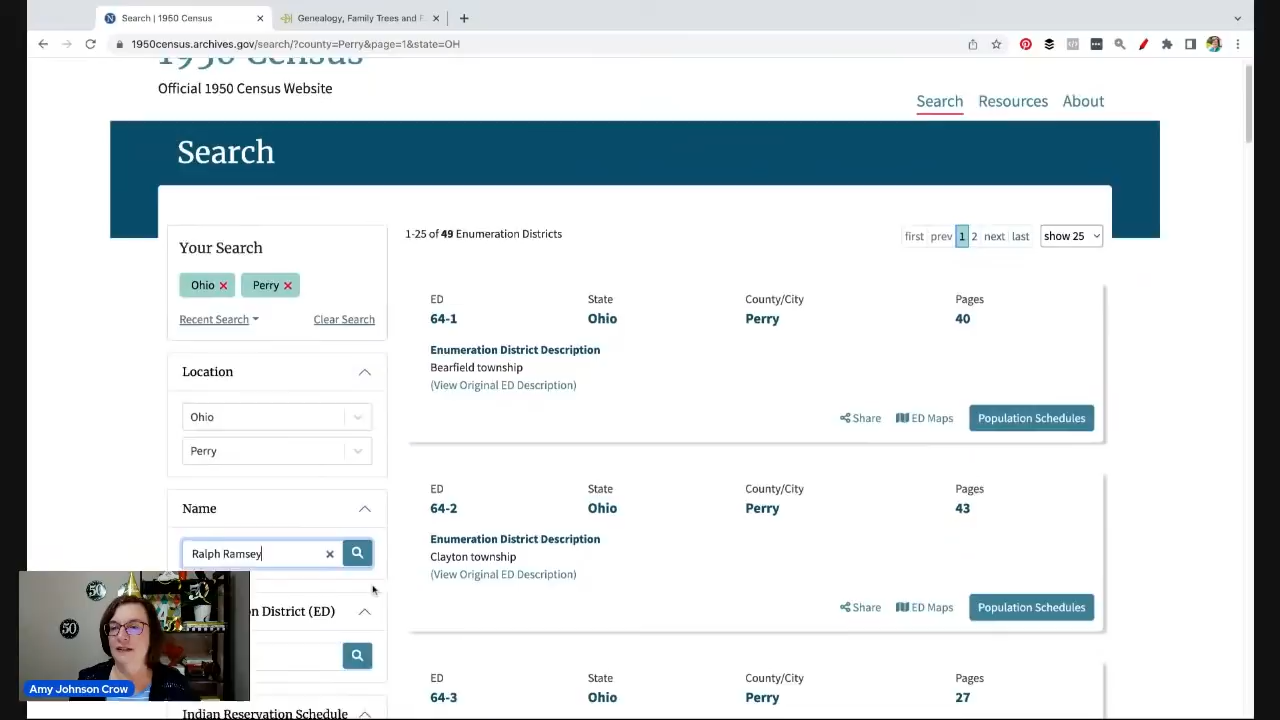 Search | 1950 Census
Genealogy, Family Trees and F
1950census.archives.gov/search/?county=Perry&page=1&state=OH
1950 Census
Official 1950 Census Website
Search Resources About
Search
Your Search
Ohio Perry
Recent Search Clear Search
Location
Ohio
Perry
Name
Ralph Ramsey
on District (ED)
Indian Reservation Schedule
1-25 of 49 Enumeration Districts
first prev 1 2 next last show 25
ED State County/City Pages
64-1 Ohio Perry 40
Enumeration District Description
Bearfield township
(View Original ED Description)
Share ED Maps Population Schedules
ED State County/City Pages
64-2 Ohio Perry 43
Enumeration District Description
Clayton township
(View Original ED Description)
Share ED Maps Population Schedules
ED State County/City Pages
64-3 Ohio Perry 27
50
50
50
Amy Johnson Crow